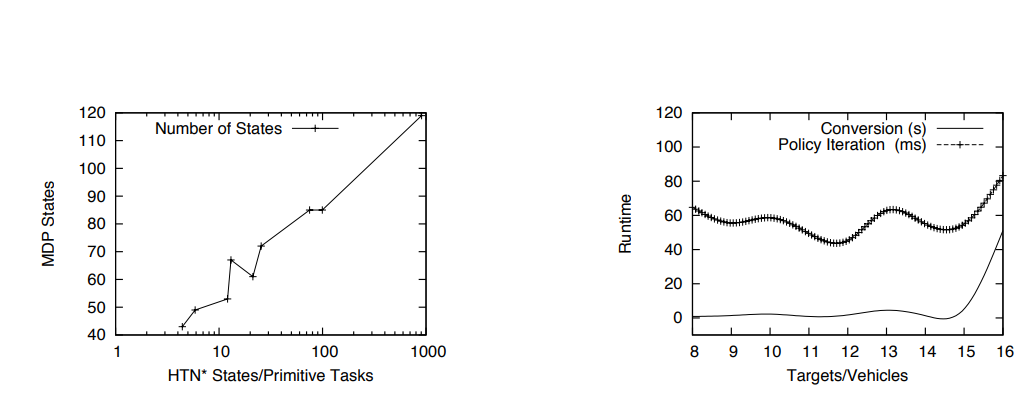 120
110
100
90
80
70
60
50
40
MDP States
Number of States
1 10 100 1000
HTN* States/Primitive Tasks
120
100
80
60
40
20
0
Runtime
Conversion (s)
Policy Iteration (ms)
8 9 10 11 12 13 14 15 16
Targets/Vehicles